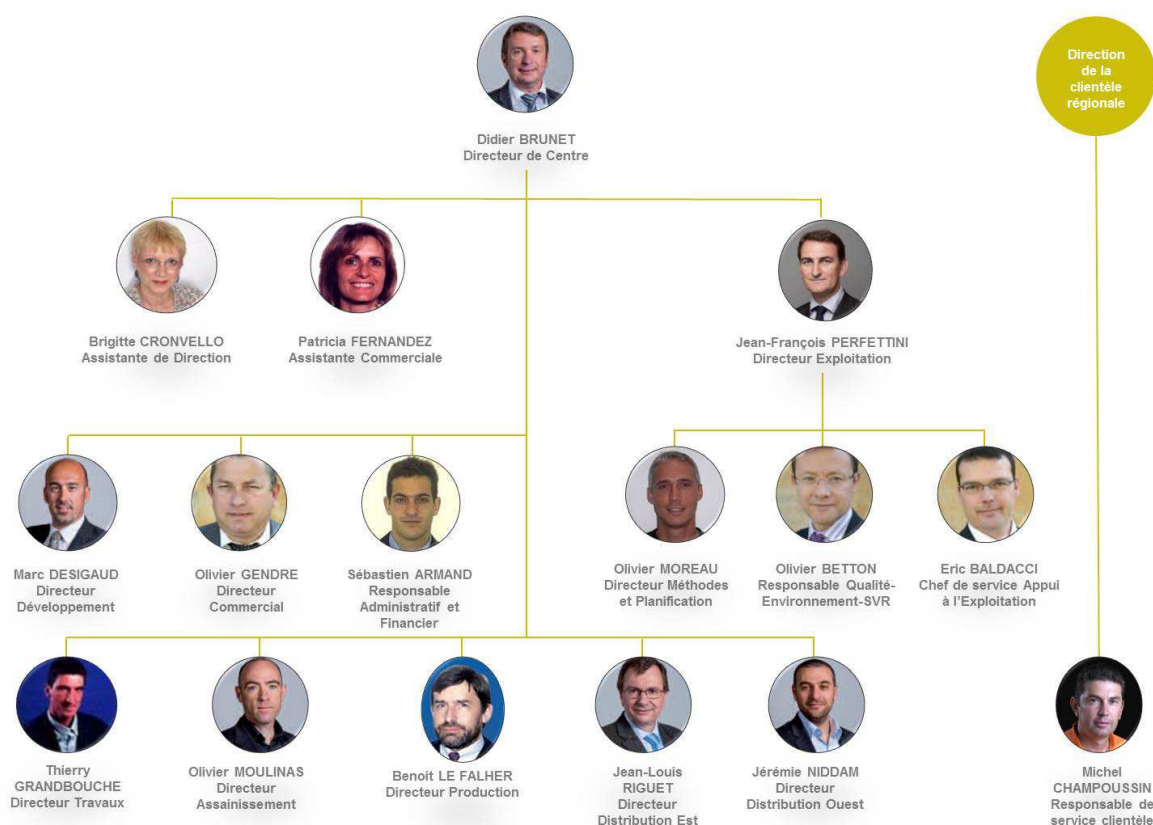 Direction
de la
clientèle
régionale
Didier BRUNET
Directeur de Centre
Brigitte CRONVELLO
Assistante de Direction
Patricia FERNANDEZ
Assistante Commerciale
Jean-François PERFETTINI
Directeur Exploitation
Marc DESIGAUD
Directeur
Développement
Olivier GENDRE
Directeur
Commercial
Sébastien ARMAND
Responsable
Administratif et
Financier
Olivier MOREAU
Directeur Méthodes
et Planification
Olivier BETTON
Responsable Qualité-
Environnement-SVR
Eric BALDACCI
Chef de service Appui
à l’Exploitation
Thierry
GRANDBOUCHE
Directeur Travaux
Olivier MOULINAS
Directeur
Assainissement
Benoit LE FALHER
Directeur Production
Jean-Louis
RIGUET
Directeur
Distribution Est
Jérémie NIDDAM
Directeur
Distribution Ouest
Michel
CHAMPOUSSIN
Responsable de
service clientèle